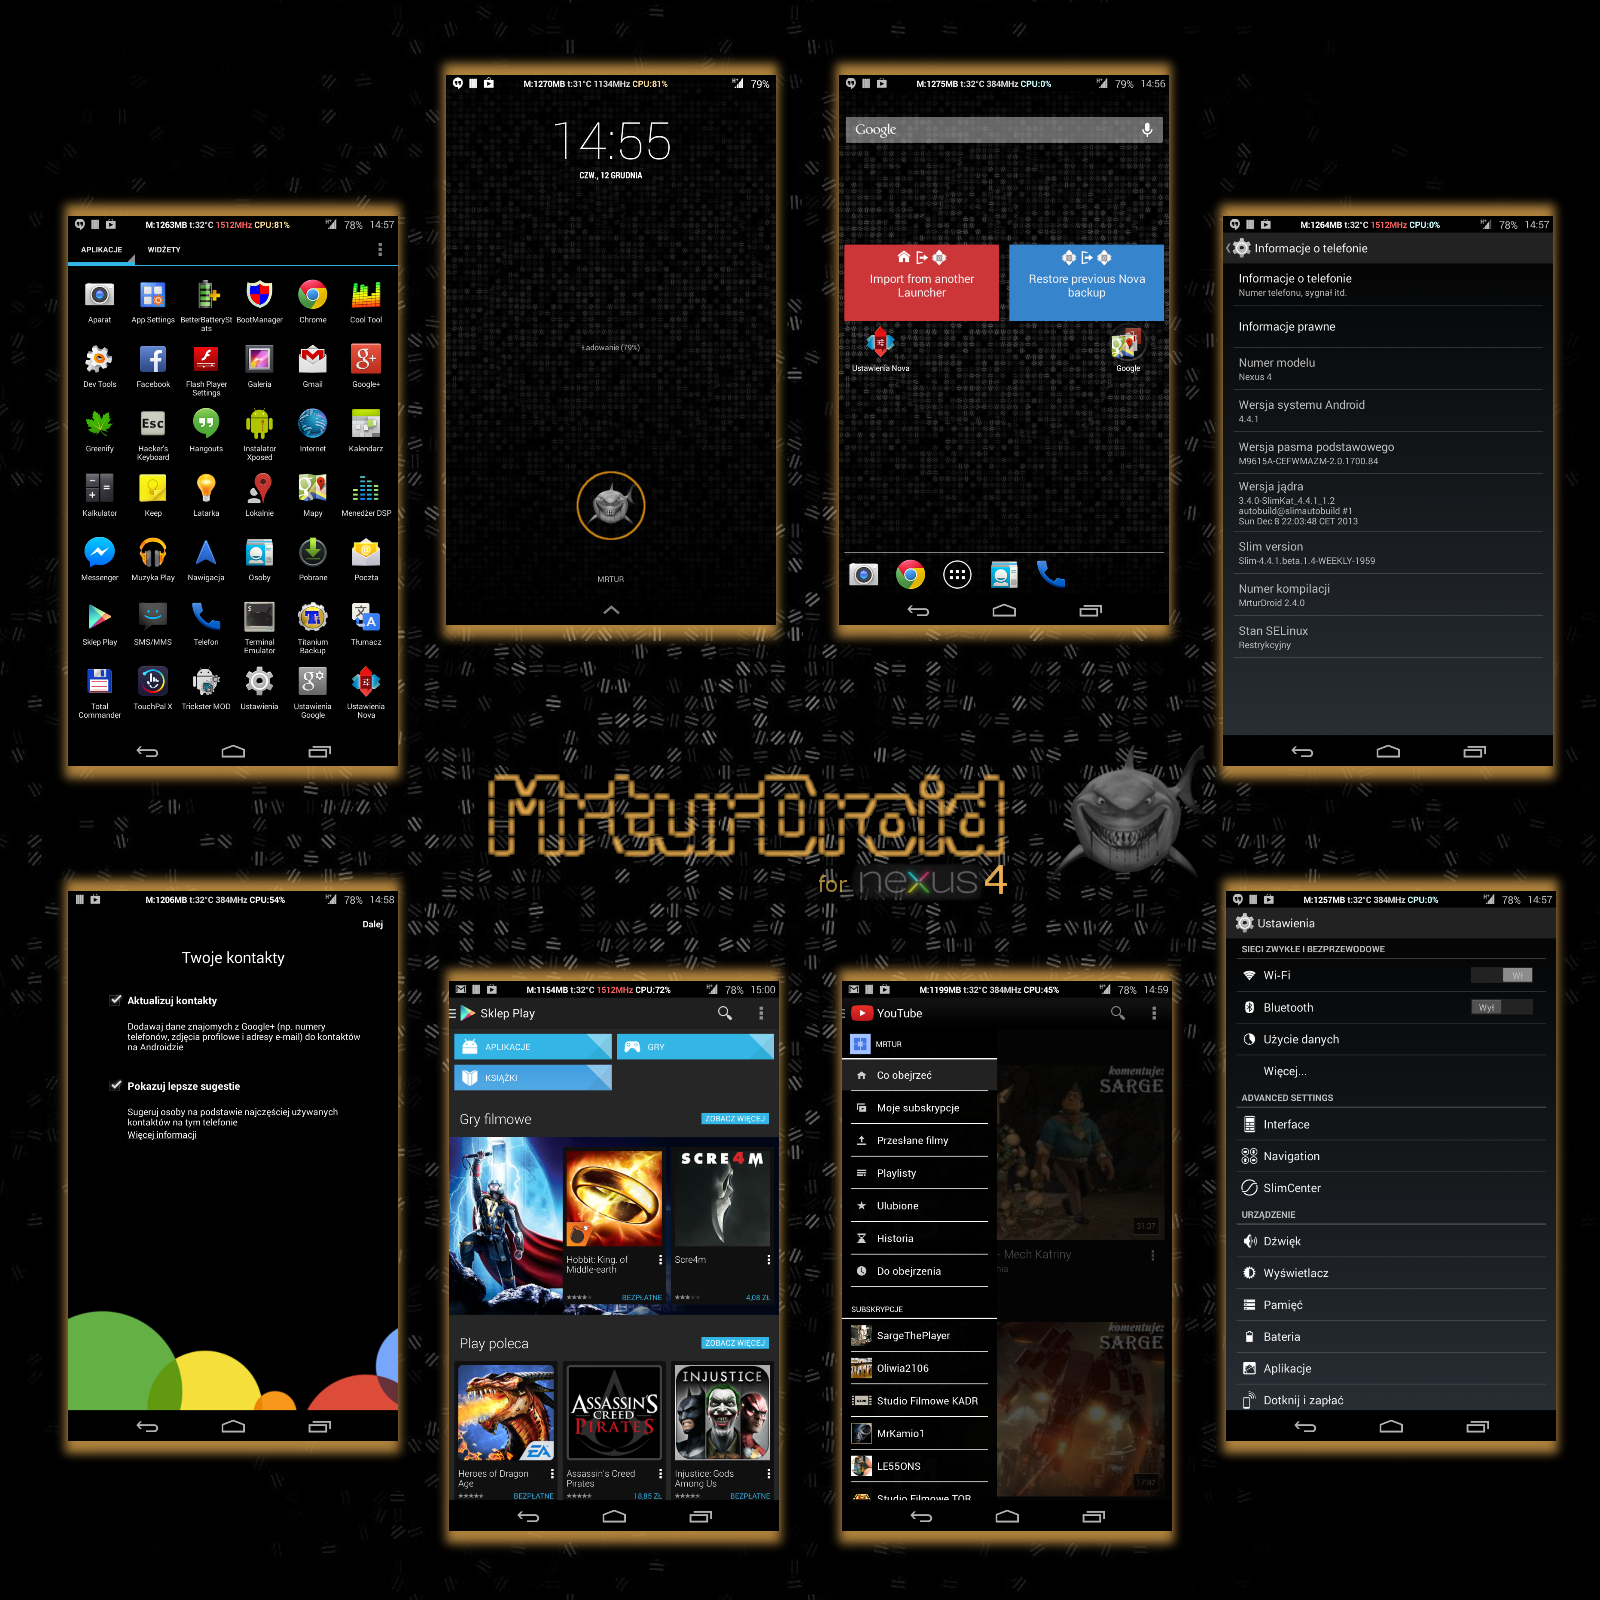 M:1270MB t:31°C 1134MHz CPU:81%
79%
14:55
CZW., 12 GRUDNIA
Ładowanie (79%)
MRTUR
M:1275MB t:32°C 384MHz CPU:0%
79% 14:56
Google
Import from another
Launcher
Restore previous Nova
backup
Ustawienia Nova
Google
M:1263MB t:32°C 1512MHz CPU:81%
78% 14:57
APLIKACJE
WIDŻETY
Aparat
App Settings
BetterBatterySt
ats
BootManager
Chrome
Cool Tool
Dev Tools
Facebook
Flash Player
Settings
Galeria
Gmail
Google+
Greenify
Esc
Hacker's
Keyboard
Hangouts
Instalator
Xposed
Internet
Kalendarz
Kalkulator
Keep
Latarka
Lokalnie
Mapy
Menedżer DSP
Messenger
Muzyka Play
Nawigacja
Osoby
Pobrane
Poczta
Sklep Play
SMS/MMS
Telefon
Terminal
Emulator
Titanium
Backup
Tłumacz
Total
Commander
TouchPal X
Trickster MOD
Ustawienia
Ustawienia
Google
Ustawienia
Nova
M:1264MB t:32°C 1512MHz CPU:0%
78% 14:57
Informacje o telefonie
Informacje o telefonie
Numer telefonu, sygnał itd.
Informacje prawne
Numer modelu
Nexus 4
Wersja systemu Android
4.4.1
Wersja pasma podstawowego
M9615A-CEFWMAZM-2.0.1700.84
Wersja jądra
3.4.0-SlimKat_4.4.1_1.2
autobuild@slimautobuild #1
Sun Dec 8 22:03:48 CET 2013
Slim version
Slim-4.4.1.beta.1.4-WEEKLY-1959
Numer kompilacji
MrturDroid 2.4.0
Stan SELinux
Restrykcyjny
MrturDroid
for nexus 4
M:1206MB t:32°C 384MHz CPU:54%
78% 14:58
Dalej
Twoje kontakty
Aktualizuj kontakty
Dodawaj dane znajomych z Google+ (np. numery
telefonów, zdjęcia profilowe i adresy e-mail) do kontaktów
na Androidzie
Pokazuj lepsze sugestie
Sugeruj osoby na podstawie najczęściej używanych
kontaktów na tym telefonie
Więcej informacji
M:1154MB t:32°C 1512MHz CPU:72%
78% 15:00
Sklep Play
APLIKACJE
GRY
KSIĄŻKI
Gry filmowe
ZOBACZ WIĘCEJ
SCRE4M
Hobbit: King. of
Middle-earth
BEZPŁATNE
Scre4m
4,08 ZŁ
Play poleca
ZOBACZ WIĘCEJ
EA
ASSASSIN'S
CREED
PIRATES
INJUSTICE
Heroes of Dragon
Age
BEZPŁATNE
Assassin's Creed
Pirates
18,85 ZŁ
Injustice: Gods
Among Us
BEZPŁATNE
M:1199MB t:32°C 384MHz CPU:45%
78% 14:59
YouTube
MRTUR
Co obejrzeć
Moje subskrypcje
Przesłane filmy
Playlisty
Ulubione
Historia
Do obejrzenia
SUBSKRYPCJE
SargeThePlayer
Oliwia2106
Studio Filmowe KADR
MrKamio1
LE55ONS
Studio Filmowe TOR
komentuje:
SARGE
31:37
- Mech Katriny
komentuje:
SARGE
17:32
M:1257MB t:32°C 384MHz CPU:0%
78% 14:57
Ustawienia
SIECI ZWYKŁE I BEZPRZEWODOWE
Wi-Fi
Wł
Bluetooth
Wył
Użycie danych
Więcej...
ADVANCED SETTINGS
Interface
Navigation
SlimCenter
URZĄDZENIE
Dźwięk
Wyświetlacz
Pamięć
Bateria
Aplikacje
Dotknij i zapłać